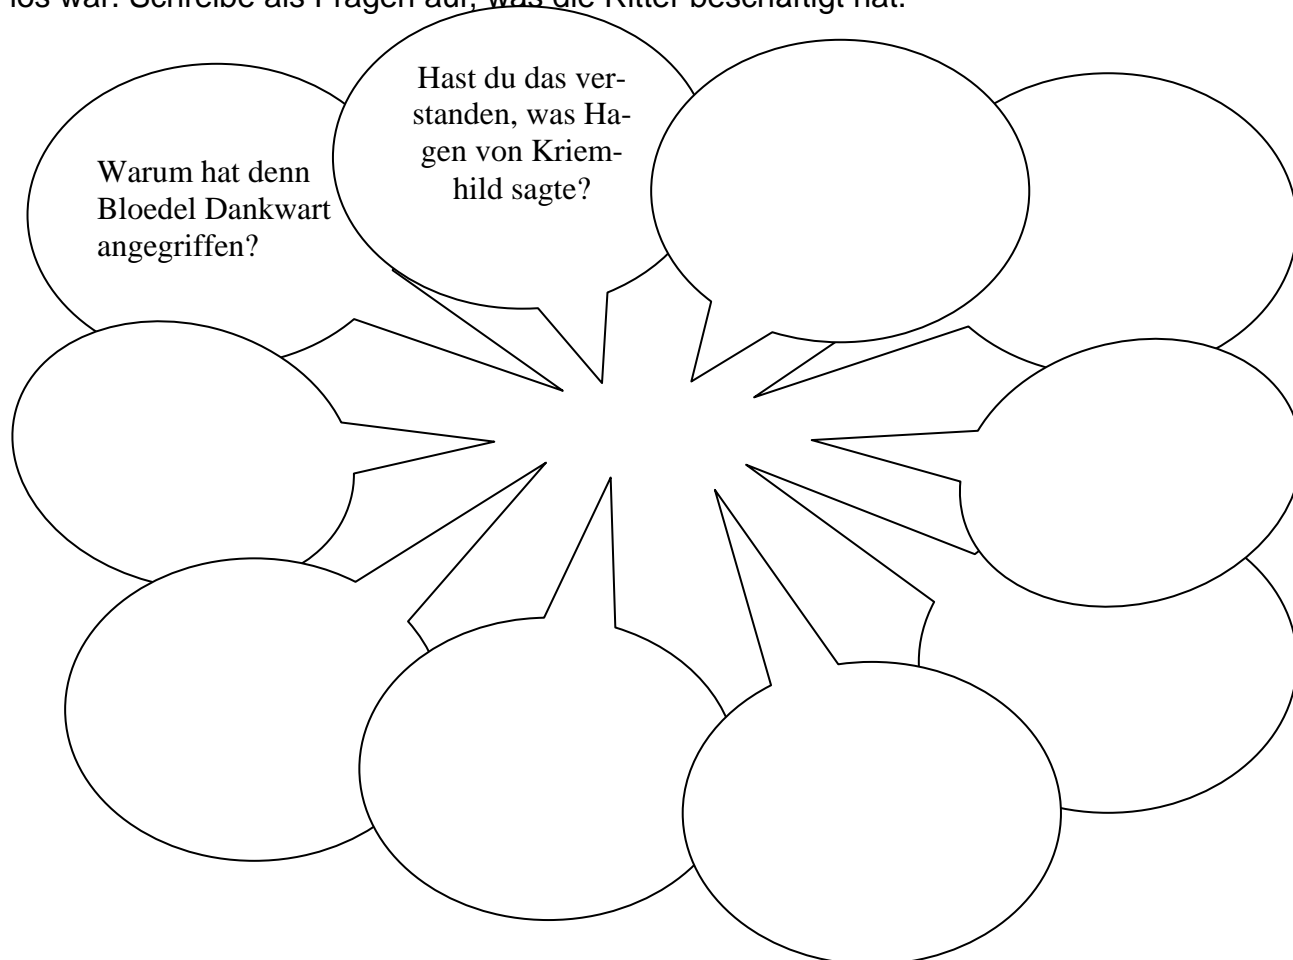 los war. Schreibe als Fragen auf, was die Ritter beschäftigt hat.
Hast du das ver-
standen, was Ha-
gen von Kriem-
hild sagte?
Warum hat denn
Bloedel Dankwart
angegriffen?